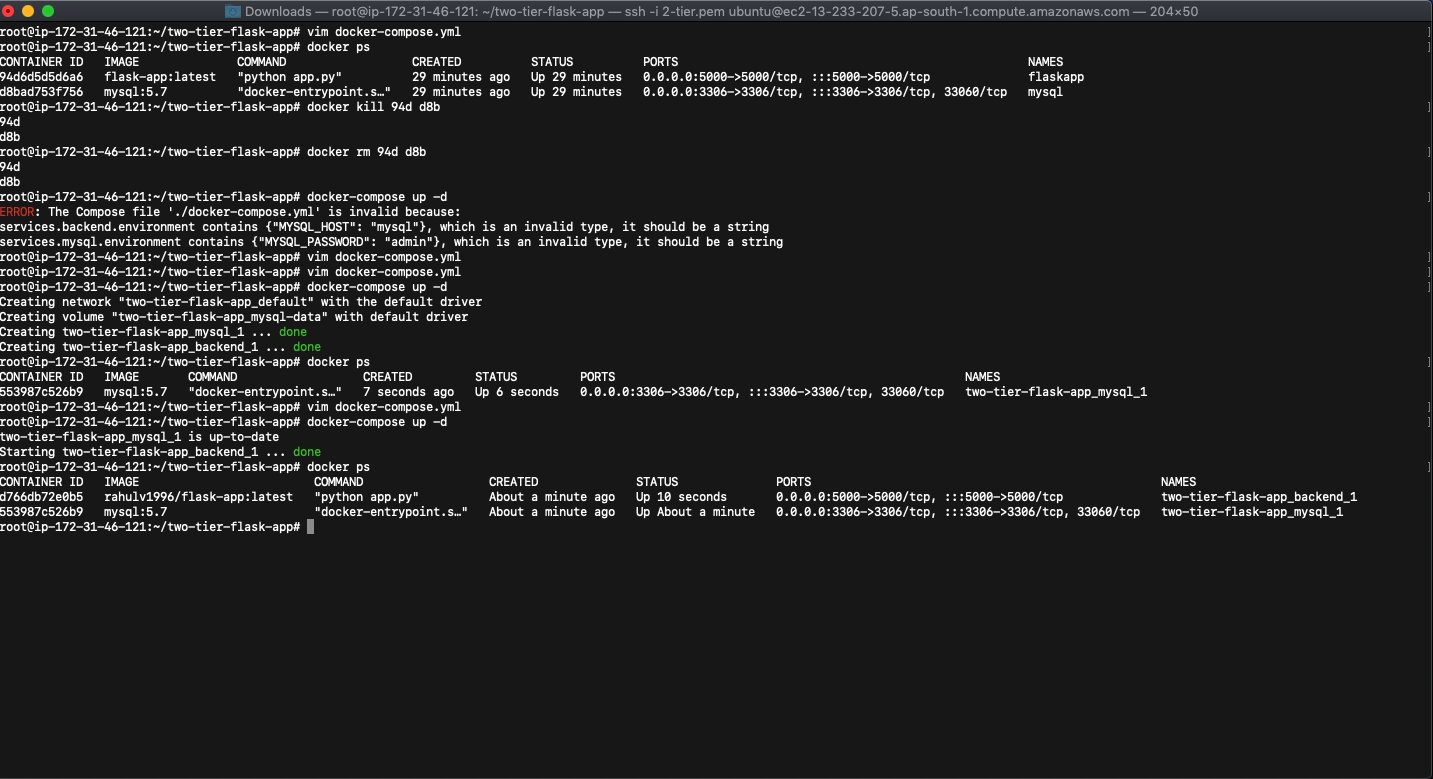 Downloads — root@ip-172-31-46-121: ~/two-tier-flask-app — ssh -i 2-tier.pem ubuntu@ec2-13-233-207-5.ap-south-1.compute.amazonaws.com — 204×50
root@ip-172-31-46-121:~/two-tier-flask-app# vim docker-compose.yml
root@ip-172-31-46-121:~/two-tier-flask-app# docker ps
CONTAINER ID   IMAGE              COMMAND                  CREATED          STATUS          PORTS                                                  NAMES
94d6d5d5d6a6   flask-app:latest   "python app.py"          29 minutes ago   Up 29 minutes   0.0.0.0:5000->5000/tcp, :::5000->5000/tcp              flaskapp
d8bad753f756   mysql:5.7          "docker-entrypoint.s…"   29 minutes ago   Up 29 minutes   0.0.0.0:3306->3306/tcp, :::3306->3306/tcp, 33060/tcp   mysql
root@ip-172-31-46-121:~/two-tier-flask-app# docker kill 94d d8b
94d
d8b
root@ip-172-31-46-121:~/two-tier-flask-app# docker rm 94d d8b
94d
d8b
root@ip-172-31-46-121:~/two-tier-flask-app# docker-compose up -d
ERROR: The Compose file './docker-compose.yml' is invalid because:
services.backend.environment contains {"MYSQL_HOST": "mysql"}, which is an invalid type, it should be a string
services.mysql.environment contains {"MYSQL_PASSWORD": "admin"}, which is an invalid type, it should be a string
root@ip-172-31-46-121:~/two-tier-flask-app# vim docker-compose.yml
root@ip-172-31-46-121:~/two-tier-flask-app# vim docker-compose.yml
root@ip-172-31-46-121:~/two-tier-flask-app# docker-compose up -d
Creating network "two-tier-flask-app_default" with the default driver
Creating volume "two-tier-flask-app_mysql-data" with default driver
Creating two-tier-flask-app_mysql_1 ... done
Creating two-tier-flask-app_backend_1 ... done
root@ip-172-31-46-121:~/two-tier-flask-app# docker ps
CONTAINER ID   IMAGE       COMMAND                  CREATED         STATUS         PORTS                                                  NAMES
553987c526b9   mysql:5.7   "docker-entrypoint.s…"   7 seconds ago   Up 6 seconds   0.0.0.0:3306->3306/tcp, :::3306->3306/tcp, 33060/tcp   two-tier-flask-app_mysql_1
root@ip-172-31-46-121:~/two-tier-flask-app# vim docker-compose.yml
root@ip-172-31-46-121:~/two-tier-flask-app# docker-compose up -d
two-tier-flask-app_mysql_1 is up-to-date
Starting two-tier-flask-app_backend_1 ... done
root@ip-172-31-46-121:~/two-tier-flask-app# docker ps
CONTAINER ID   IMAGE                        COMMAND                  CREATED              STATUS              PORTS                                                  NAMES
d766db72e0b5   rahulv1996/flask-app:latest   "python app.py"          About a minute ago   Up 10 seconds       0.0.0.0:5000->5000/tcp, :::5000->5000/tcp              two-tier-flask-app_backend_1
553987c526b9   mysql:5.7                     "docker-entrypoint.s…"   About a minute ago   Up About a minute   0.0.0.0:3306->3306/tcp, :::3306->3306/tcp, 33060/tcp   two-tier-flask-app_mysql_1
root@ip-172-31-46-121:~/two-tier-flask-app#